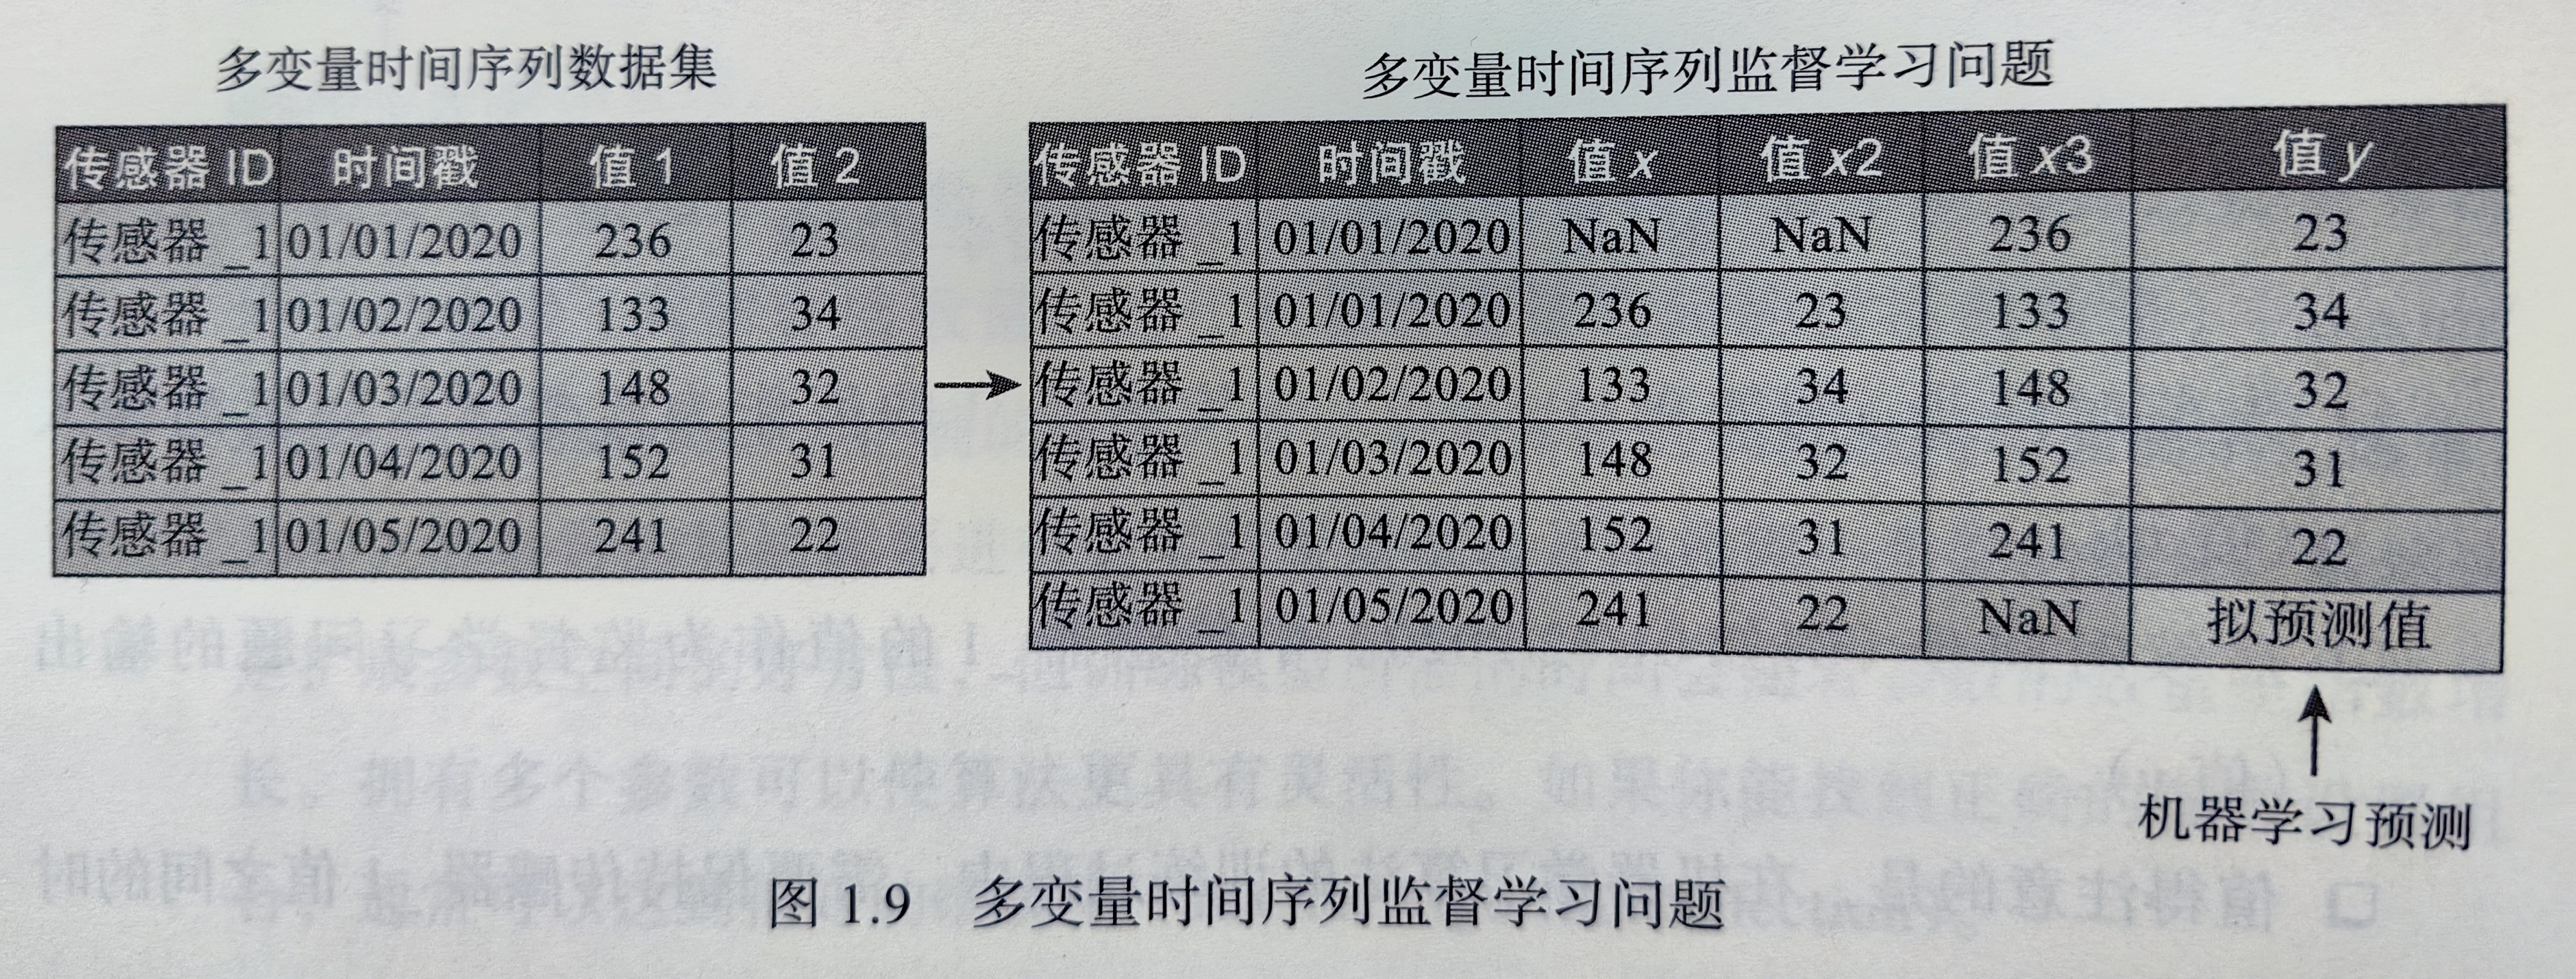 多变量时间序列数据集
传感器 ID 时间戳 值 1 值 2
传感器 _1 01/01/2020 236 23
传感器 _1 01/02/2020 133 34
传感器 _1 01/03/2020 148 32
传感器 _1 01/04/2020 152 31
传感器 _1 01/05/2020 241 22
多变量时间序列监督学习问题
传感器 ID 时间戳 值 x 值 x2 值 x3 值 y
传感器 _1 01/01/2020 NaN NaN 236 23
传感器 _1 01/01/2020 236 23 133 34
传感器 _1 01/02/2020 133 34 148 32
传感器 _1 01/03/2020 148 32 152 31
传感器 _1 01/04/2020 152 31 241 22
传感器 _1 01/05/2020 241 22 NaN 拟预测值
机器学习预测
图 1.9 多变量时间序列监督学习问题